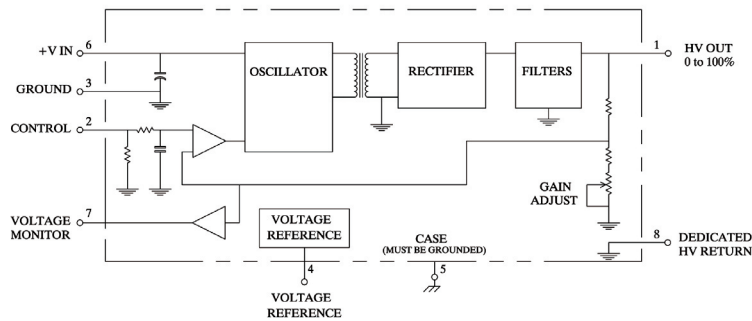 +V IN
6
GROUND
3
CONTROL
2
OSCILLATOR
RECTIFIER
FILTERS
1
HV OUT
0 to 100%
GAIN
ADJUST
VOLTAGE
MONITOR
7
VOLTAGE
REFERENCE
4
VOLTAGE
REFERENCE
CASE
(MUST BE GROUNDED)
5
8
DEDICATED
HV RETURN